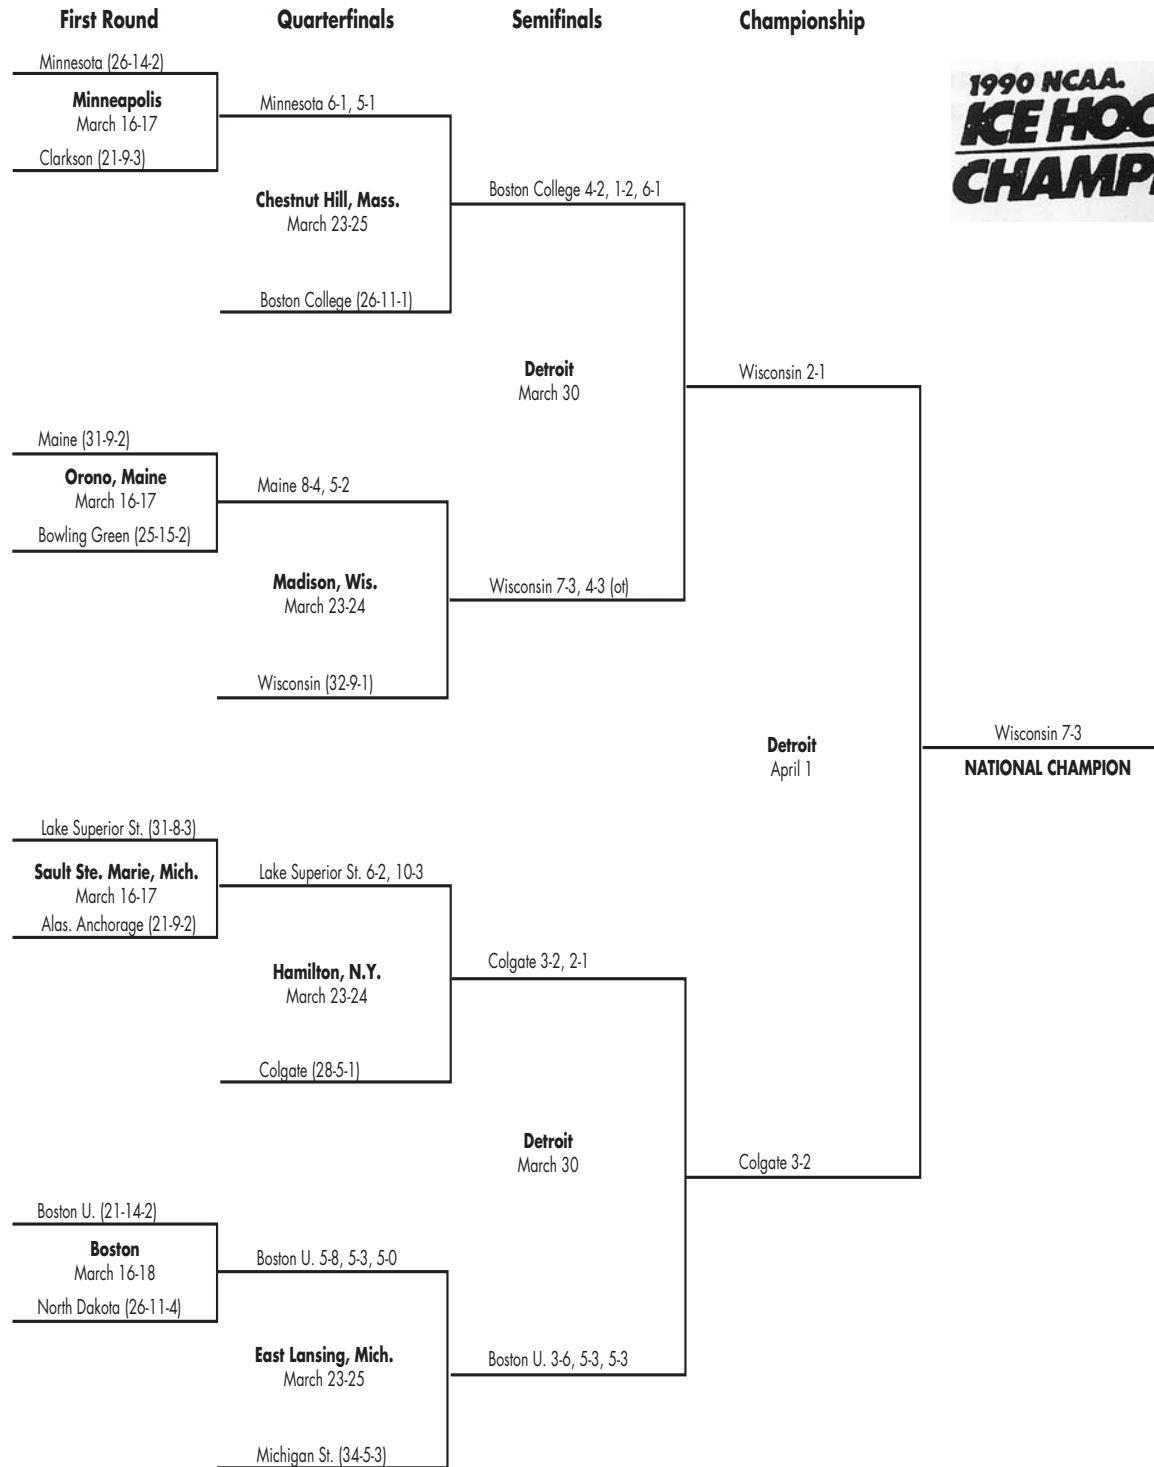 First Round Quarterfinals Semifinals Championship
1990 NCAA.
ICE
Minnesota (26-14-2)
Minneapolis
March 16-17
Clarkson (21-9-3)
Minnesota 6-1, 5-1
Chestnut Hill, Mass.
March 23-25
Boston College (26-11-1)
Boston College 4-2, 1-2, 6-1
Detroit
March 30
Wisconsin 2-1
Maine (31-9-2)
Orono, Maine
March 16-17
Bowling Green (25-15-2)
Maine 8-4, 5-2
Madison, Wis.
March 23-24
Wisconsin (32-9-1)
Wisconsin 7-3, 4-3 (ot)
Detroit
April 1
Wisconsin 7-3
NATIONAL CHAMPION
Lake Superior St. (31-8-3)
Sault Ste. Marie, Mich.
March 16-17
Alas. Anchorage (21-9-2)
Lake Superior St. 6-2, 10-3
Hamilton, N.Y.
March 23-24
Colgate (28-5-1)
Colgate 3-2, 2-1
Detroit
March 30
Colgate 3-2
Boston U. (21-14-2)
Boston
March 16-18
North Dakota (26-11-4)
Boston U. 5-8, 5-3, 5-0
East Lansing, Mich.
March 23-25
Michigan St. (34-5-3)
Boston U. 3-6, 5-3, 5-3